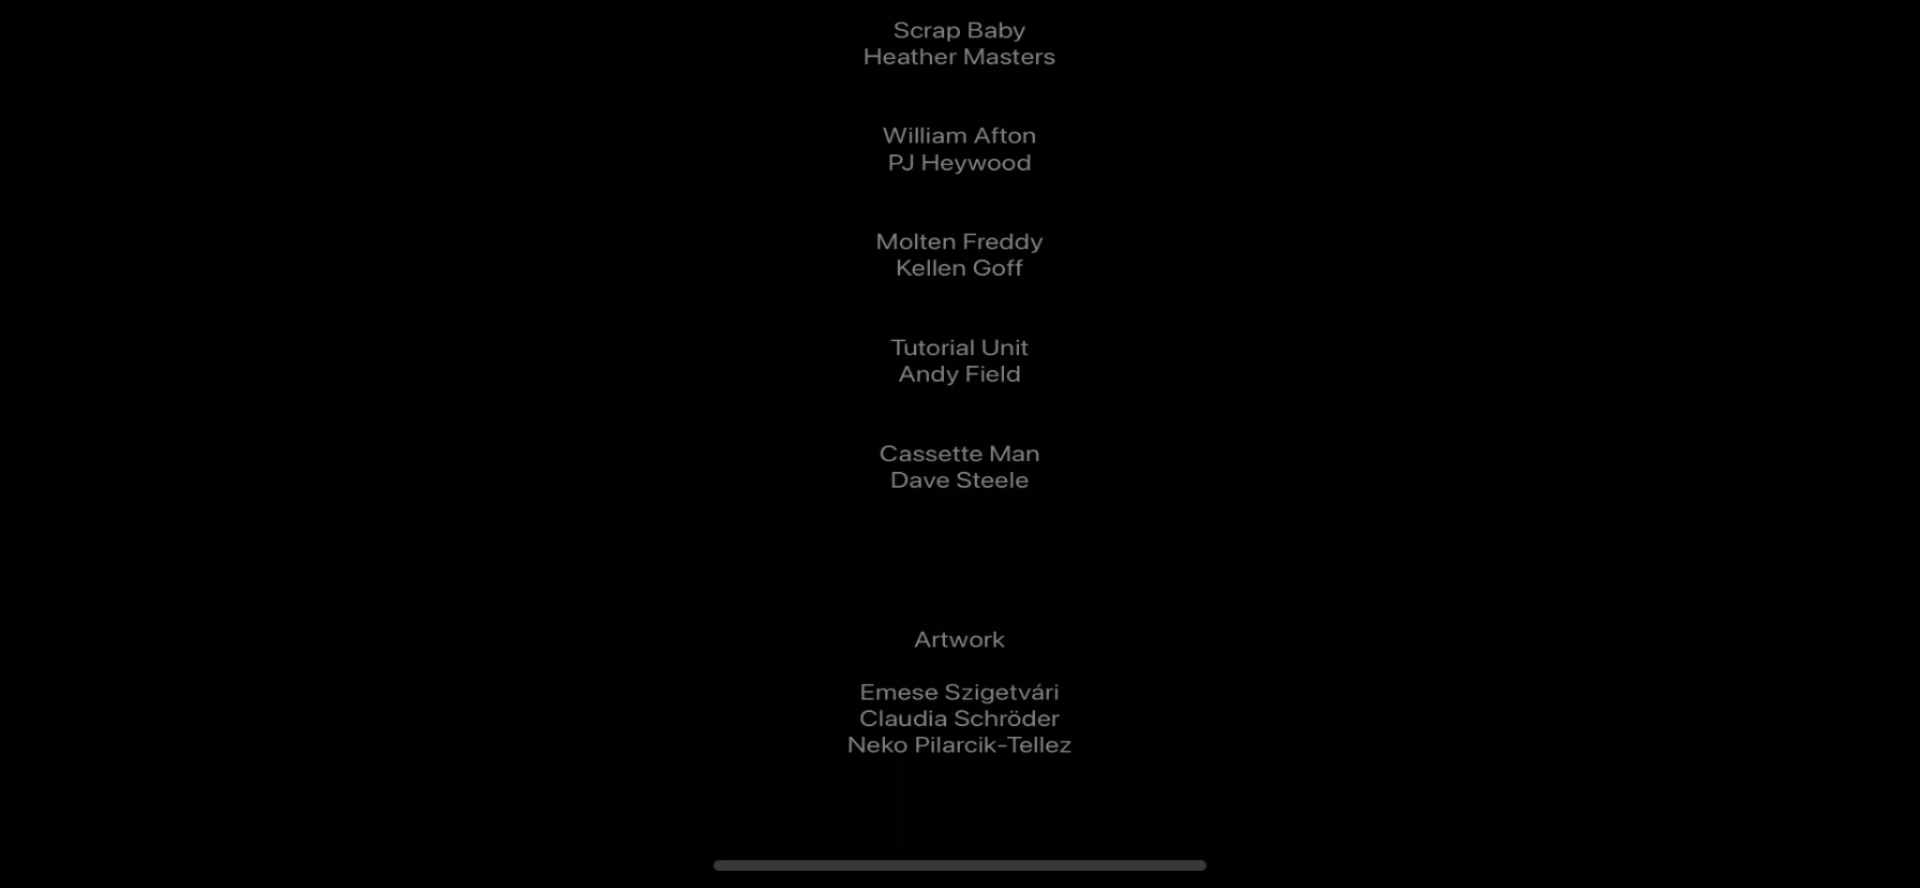 Scrap Baby
Heather Masters
William Afton
PJ Heywood
Molten Freddy
Kellen Goff
Tutorial Unit
Andy Field
Cassette Man
Dave Steele
Artwork
Emese Szigetvári
Claudia Schröder
Neko Pilarcik-Tellez